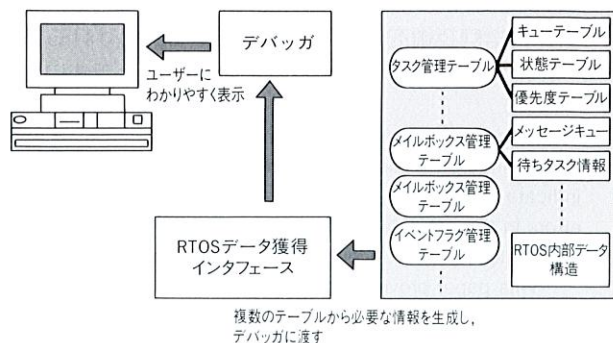 デバッガ
ユーザーに
わかりやすく表示
RTOSデータ獲得
インタフェース
複数のテーブルから必要な情報を生成し,
デバッガに渡す
タスク管理テーブル
キューテーブル
状態テーブル
優先度テーブル
メイルボックス管理
テーブル
メッセージキュー
待ちタスク情報
メイルボックス管理
テーブル
イベントフラグ管理
テーブル
RTOS内部データ
構造